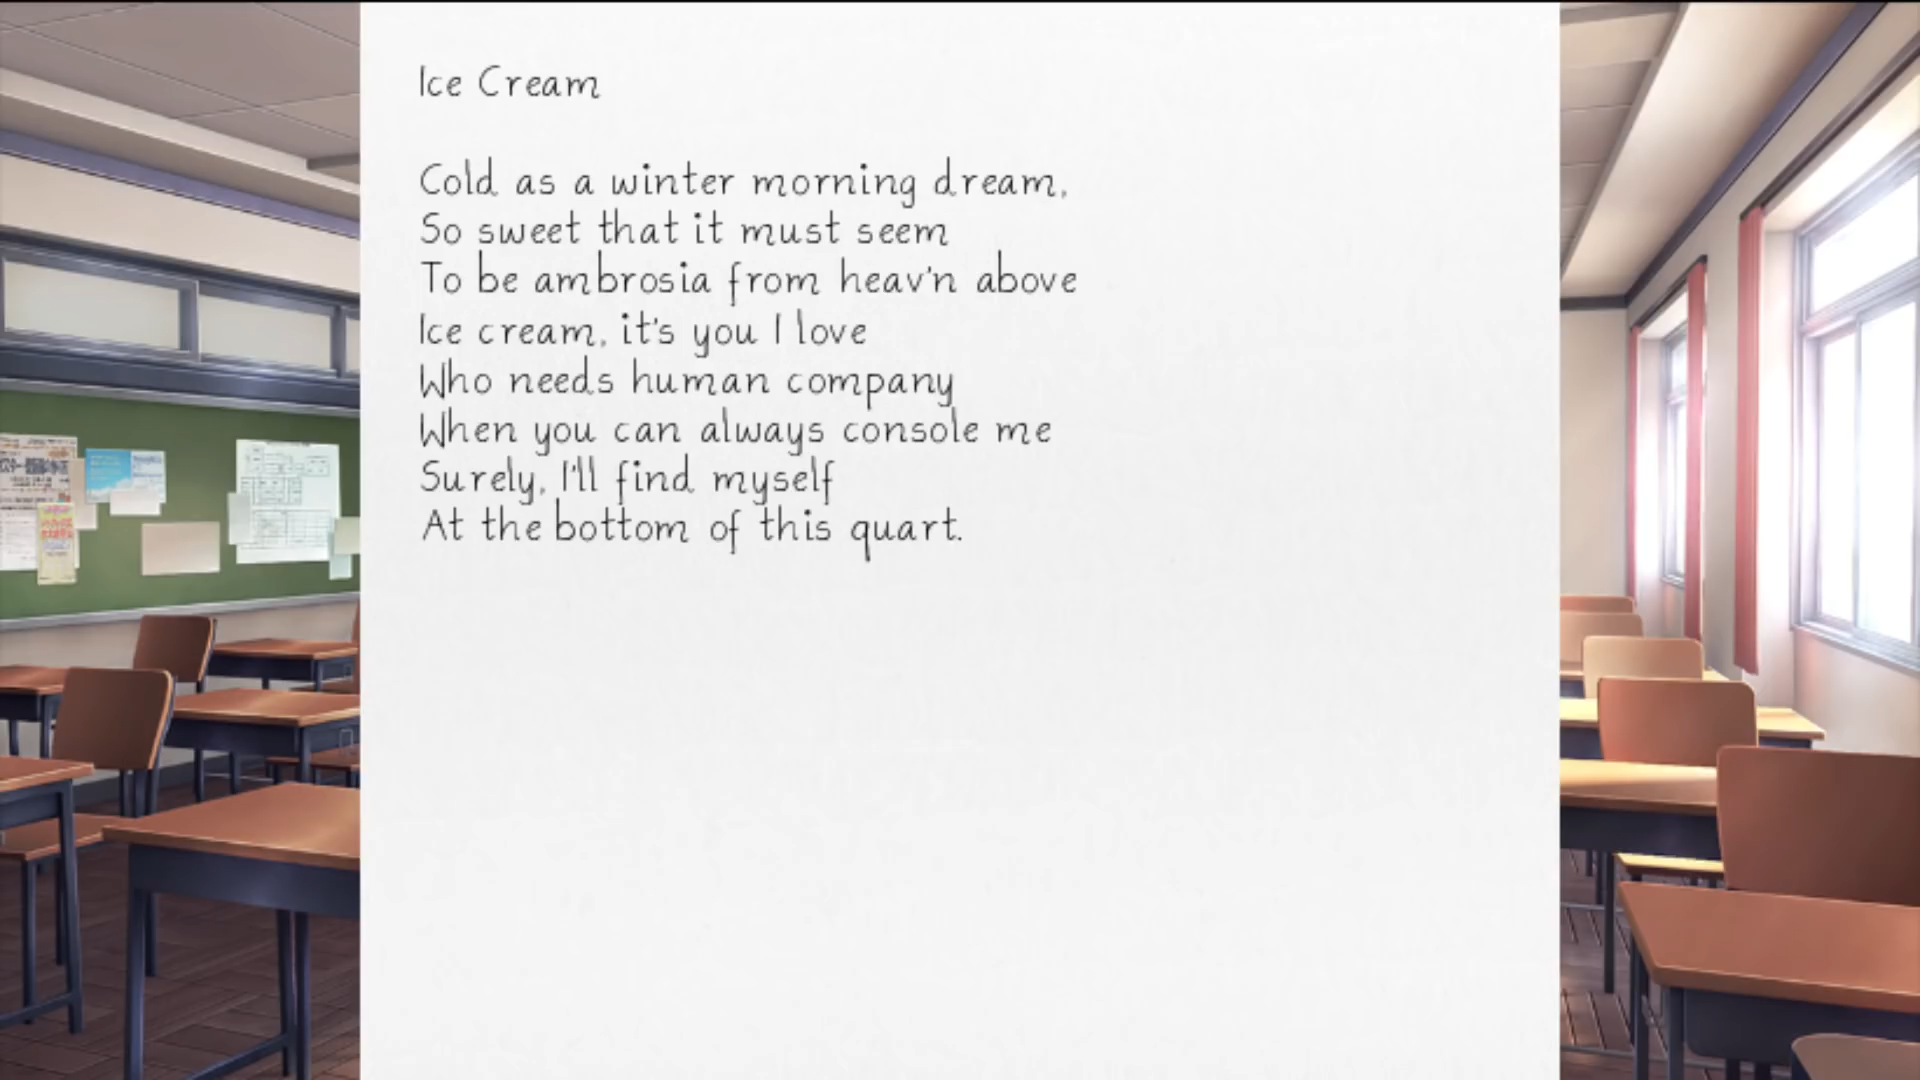 Ice Cream
Cold as a winter morning dream,
So sweet that it must seem
To be ambrosia from heav'n above
Ice cream, it's you I love
Who needs human company
When you can always console me
Surely, I'll find myself
At the bottom of this quart.